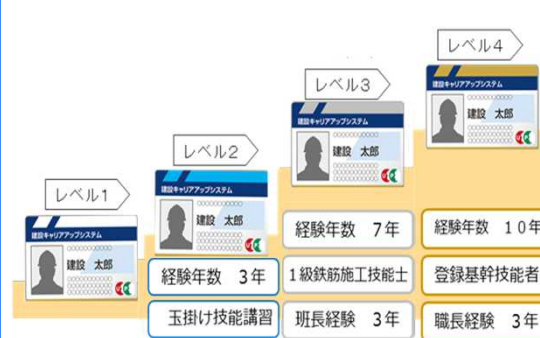 レベル4
レベル3
レベル2
レベル1
建設キャリアアップシステム
建設 太郎
建設キャリアアップシステム
建設 太郎
建設キャリアアップシステム
建設 太郎
建設キャリアアップシステム
建設 太郎
経験年数 3年
玉掛け技能講習
経験年数 7年
1級鉄筋施工技能士
班長経験 3年
経験年数 10年
登録基幹技能者
職長経験 3年